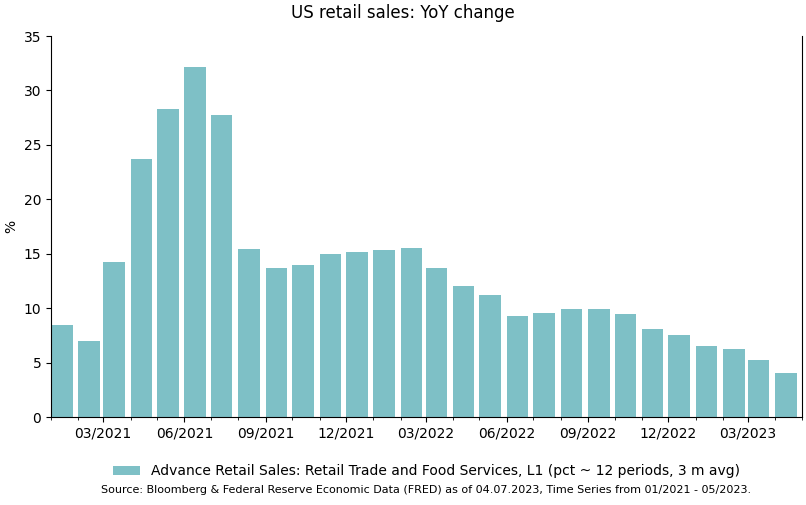 US retail sales: YoY change
35
30
25
20
15
10
5
0
%
03/2021 06/2021 09/2021 12/2021 03/2022 06/2022 09/2022 12/2022 03/2023
Advance Retail Sales: Retail Trade and Food Services, L1 (pct ~ 12 periods, 3 m avg)
Source: Bloomberg & Federal Reserve Economic Data (FRED) as of 04.07.2023, Time Series from 01/2021 - 05/2023.